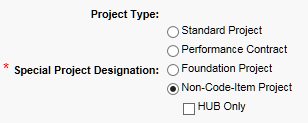 Project Type:
Standard Project
Performance Contract
* Special Project Designation: Foundation Project
Non-Code-Item Project
HUB Only